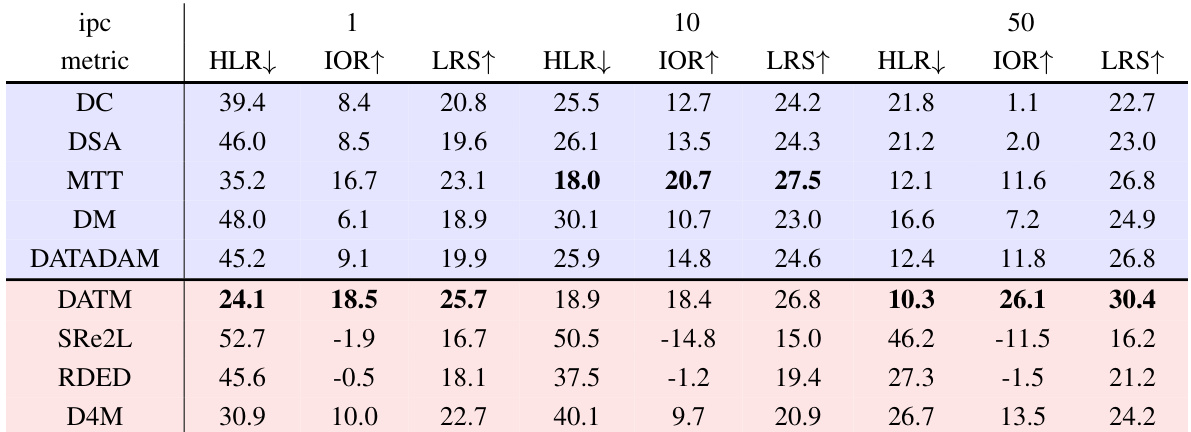 ipc 1 10 50
metric HLR↓ IOR↑ LRS↑ HLR↓ IOR↑ LRS↑ HLR↓ IOR↑ LRS↑
DC 39.4 8.4 20.8 25.5 12.7 24.2 21.8 1.1 22.7
DSA 46.0 8.5 19.6 26.1 13.5 24.3 21.2 2.0 23.0
MTT 35.2 16.7 23.1 18.0 20.7 27.5 12.1 11.6 26.8
DM 48.0 6.1 18.9 30.1 10.7 23.0 16.6 7.2 24.9
DATADAM 45.2 9.1 19.9 25.9 14.8 24.6 12.4 11.8 26.8
DATM 24.1 18.5 25.7 18.9 18.4 26.8 10.3 26.1 30.4
SRe2L 52.7 -1.9 16.7 50.5 -14.8 15.0 46.2 -11.5 16.2
RDED 45.6 -0.5 18.1 37.5 -1.2 19.4 27.3 -1.5 21.2
D4M 30.9 10.0 22.7 40.1 9.7 20.9 26.7 13.5 24.2